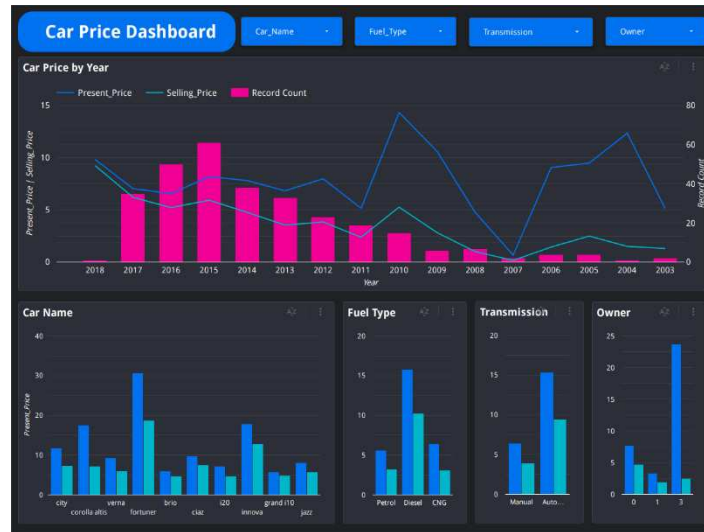 Car Price Dashboard
Car_Name
Fuel_Type
Transmission
Owner
Car Price by Year
Present_Price
Selling_Price
Record Count
15
10
5
0
80
60
40
20
0
Present_Price | Selling_Price
Record Count
2018 2017 2016 2015 2014 2013 2012 2011 2010 2009 2008 2007 2006 2005 2004 2003
Year
Car Name
40
30
20
10
0
Present_Price
city verna brio i20 grand i10
corolla altis fortuner ciaz innova jazz
Fuel Type
20
15
10
5
0
Petrol Diesel CNG
Transmission
20
15
10
5
0
Manual Auto...
Owner
25
20
15
10
5
0
0 1 3